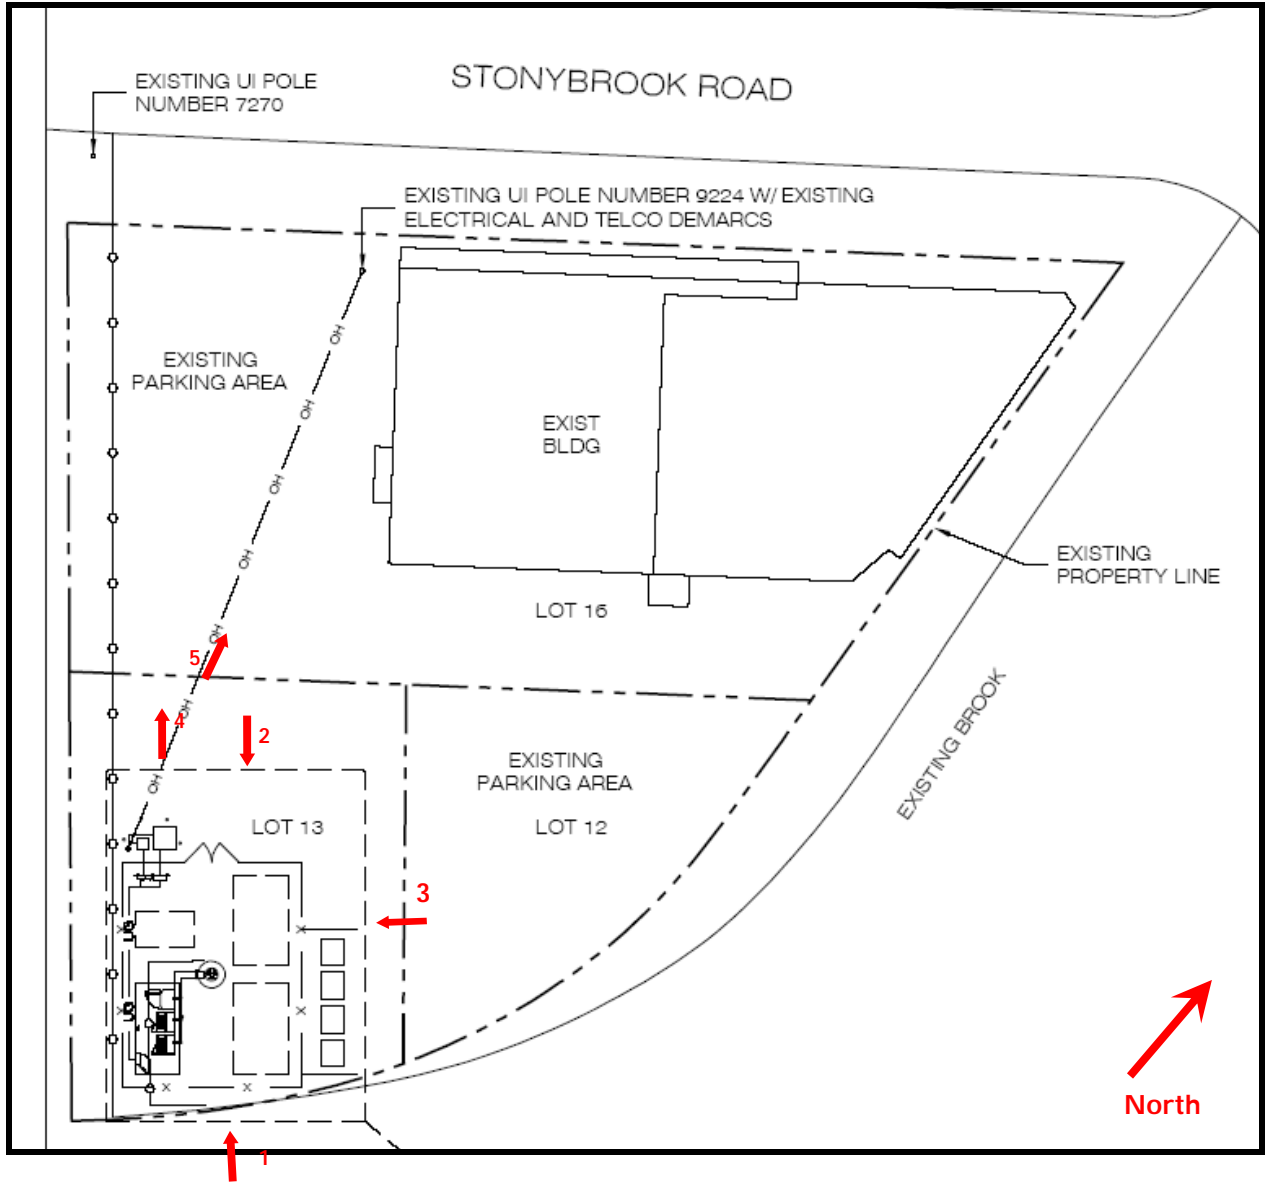 STONYBROOK ROAD
EXISTING UI POLE
NUMBER 7270
EXISTING UI POLE NUMBER 9224 W/ EXISTING
ELECTRICAL AND TELCO DEMARCS
OH
EXISTING
PARKING AREA
OH
EXIST
BLDG
OH
OH
EXISTING
PROPERTY LINE
LOT 16
OH
5
EXISTING BROOK
OH
4
2
EXISTING
PARKING AREA
OH
LOT 13
LOT 12
3
North
1